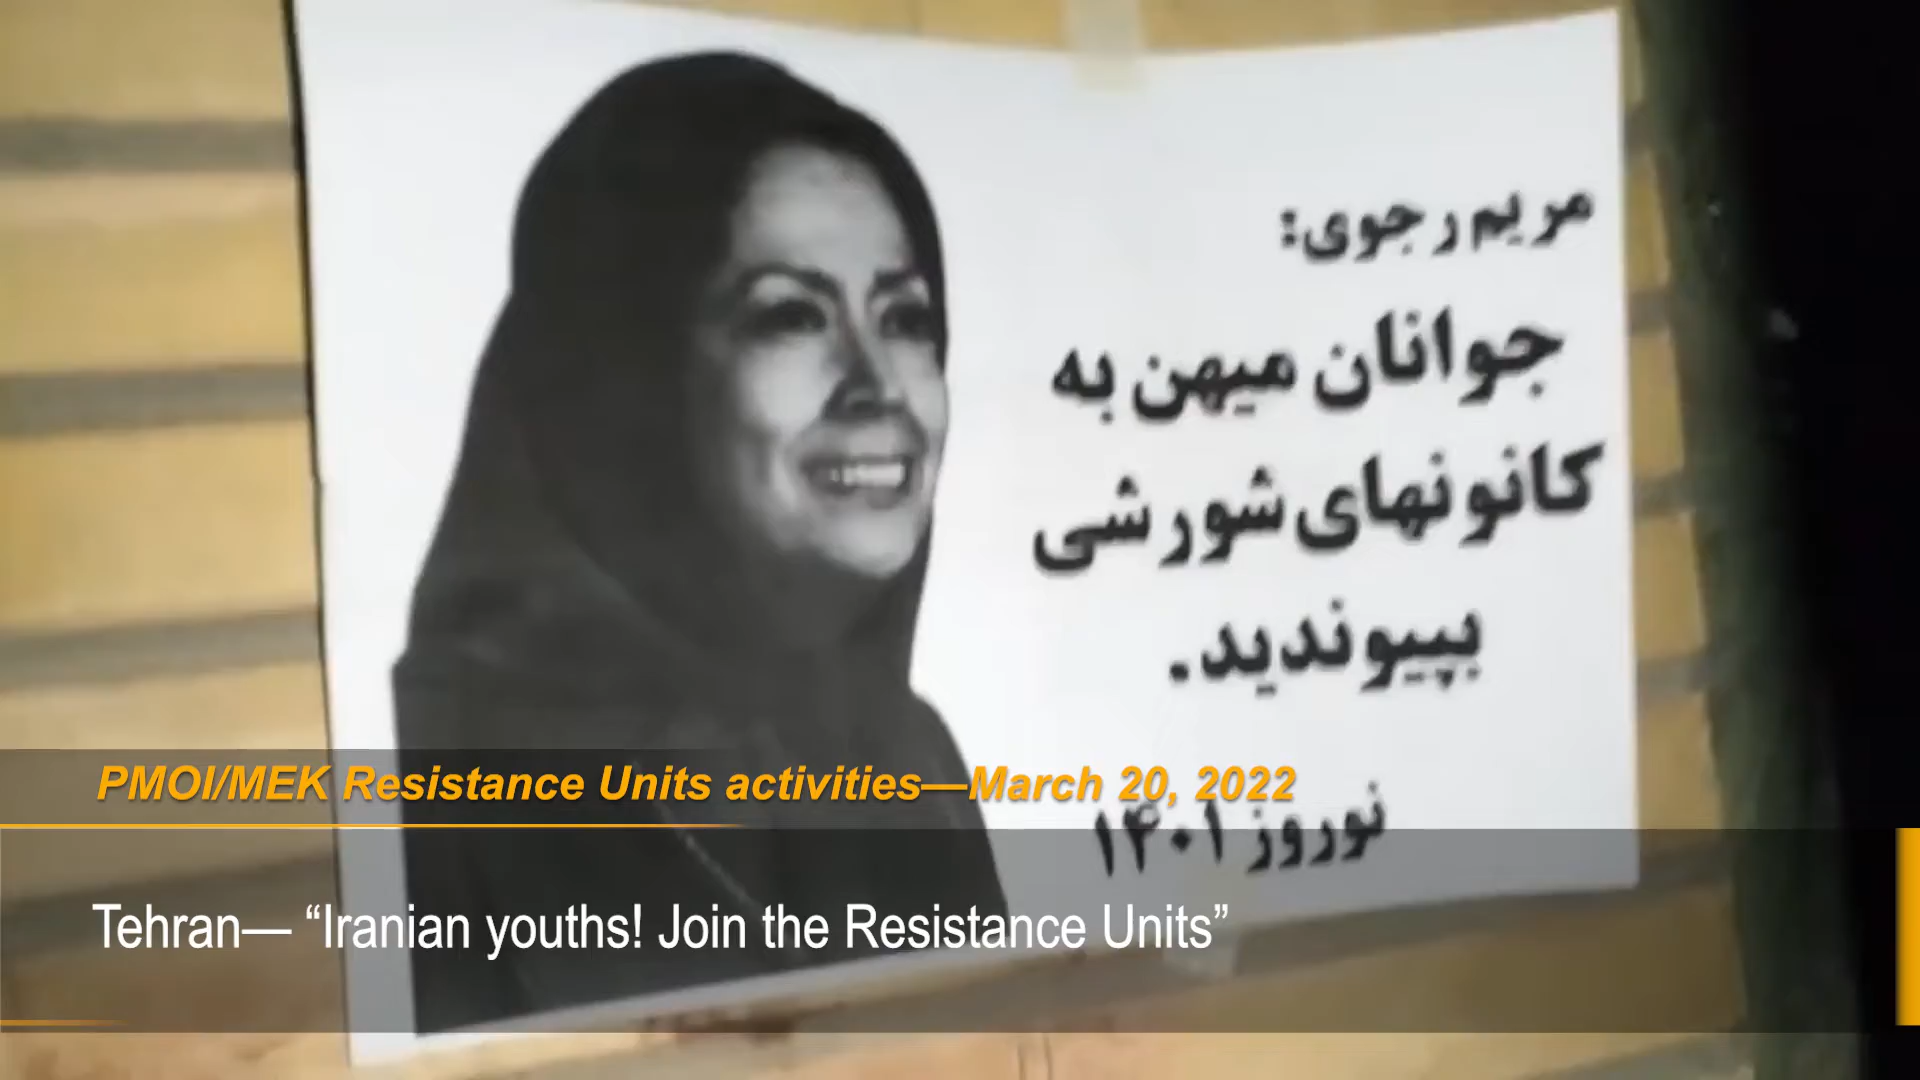 مریم رجوی:
جوانان میهن به
کانونهای شورشی
بپیوندید.
نوروز ۱۴۰۱
PMOI/MEK Resistance Units activities—March 20, 2022
Tehran— “Iranian youths! Join the Resistance Units”